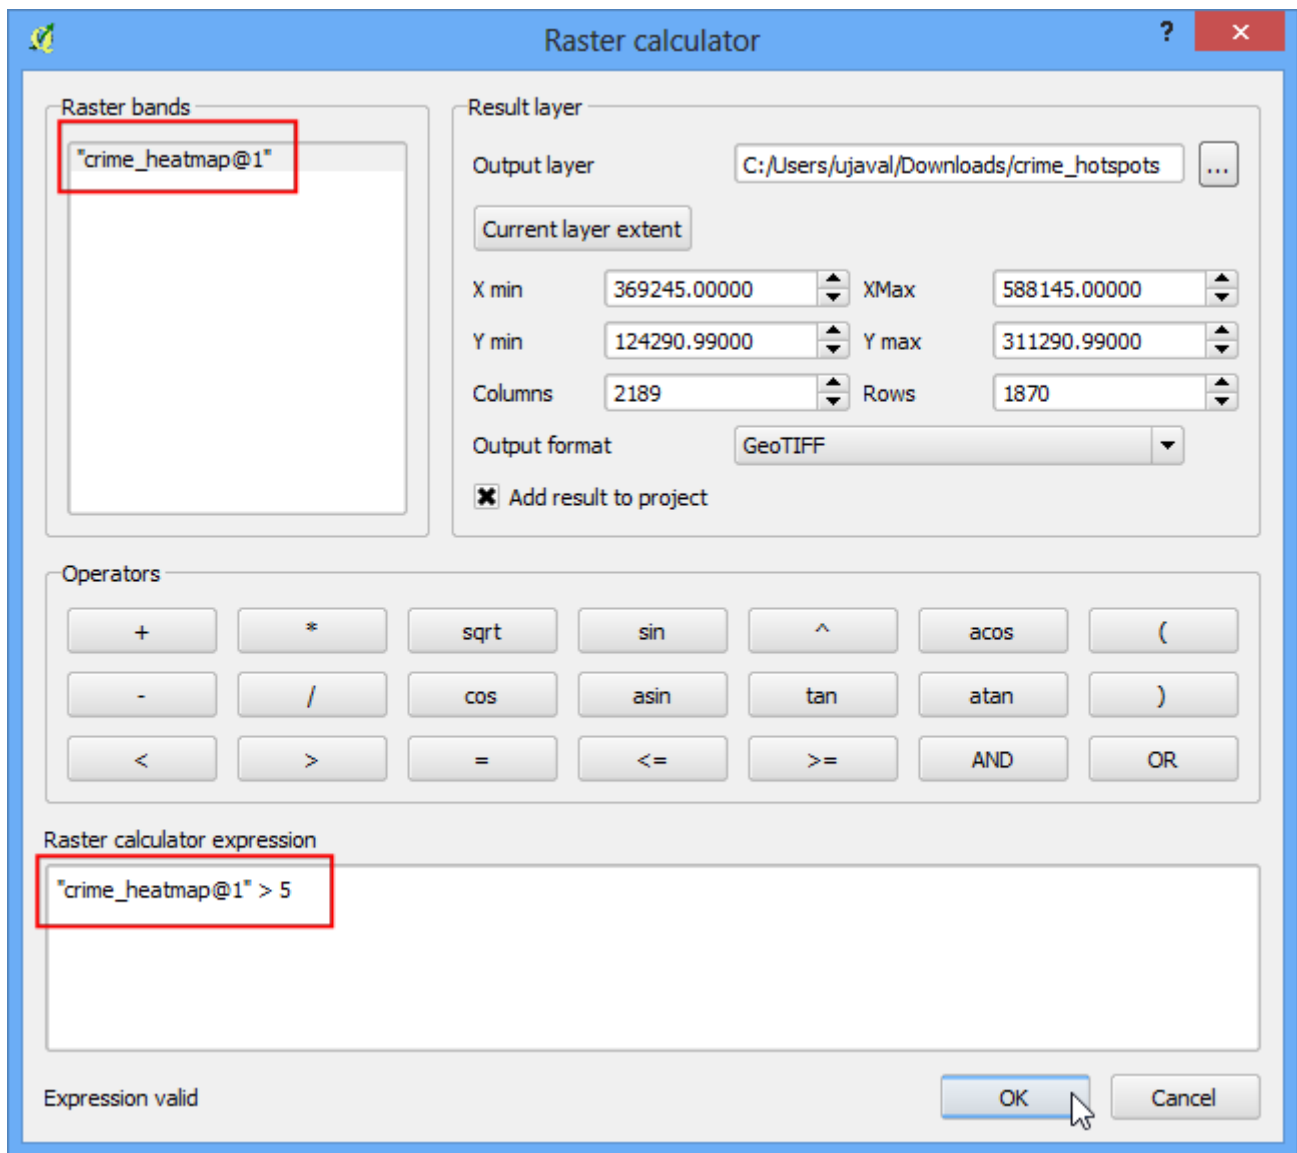 Raster calculator
?
×
Raster bands
"crime_heatmap@1"
Result layer
Output layer C:/Users/ujaval/Downloads/crime_hotspots ...
Current layer extent
X min 369245.00000 XMax 588145.00000
Y min 124290.99000 Y max 311290.99000
Columns 2189 Rows 1870
Output format GeoTIFF
Add result to project
Operators
+ * sqrt sin ^ acos (
- / cos asin tan atan )
< > = <= >= AND OR
Raster calculator expression
"crime_heatmap@1" > 5
Expression valid
OK Cancel